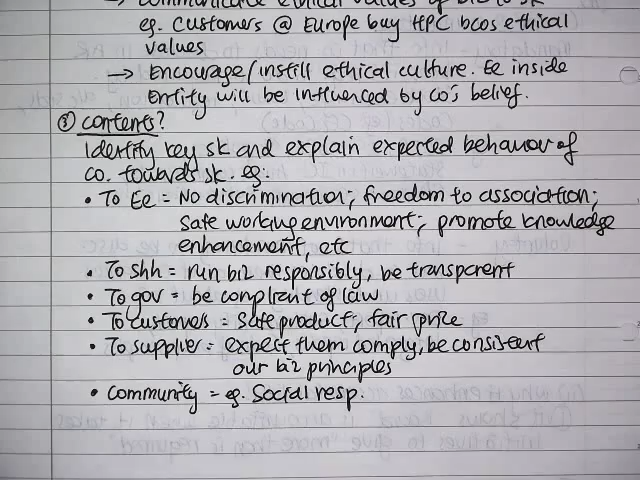 → communicate ethical values of biz to sk
eg. customers @ Europe buy HPC bcos ethical
values
→ Encourage/instill ethical culture. Ee inside
Entity will be influenced by co's belief.
③ contents?
Identify key sk and explain expected behavour of
co. towards sk. eg:
• To Ee = No discrimination; freedom to association;
safe working environment; promote knowledge
enhancement, etc
• To shh = run biz responsibly, be transparent
• To gov = be complient of law
• To customers = safe product; fair price
• To supplier = expect them comply, be consistent
our biz principles
• community = eg. Social resp.